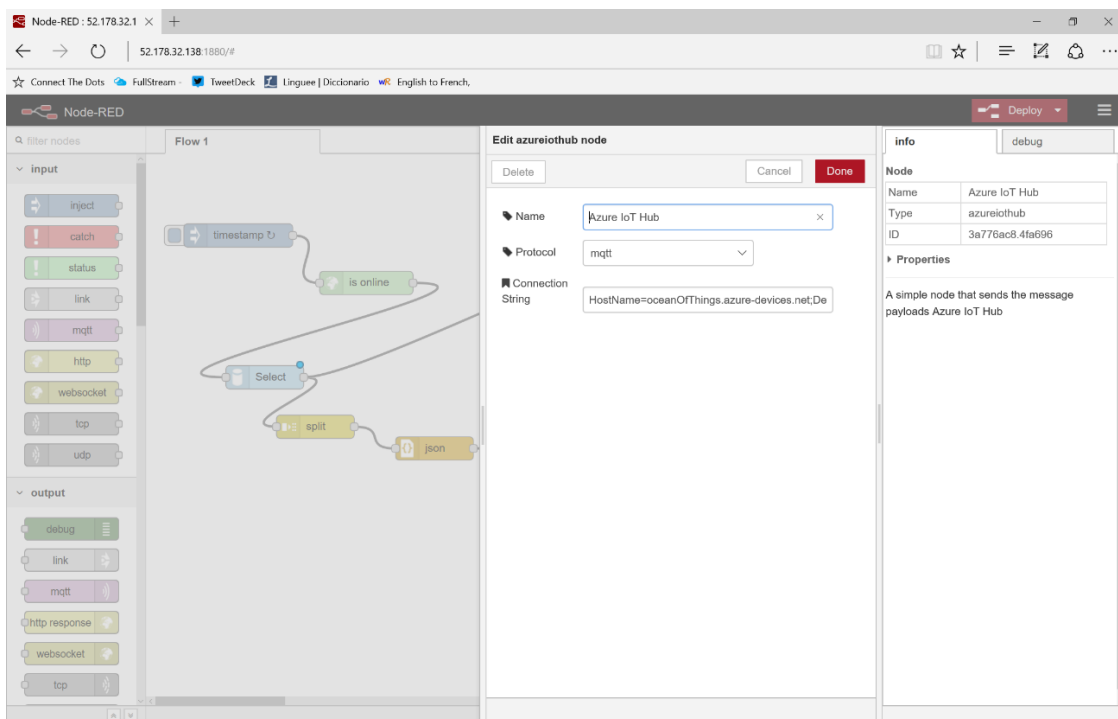 Node-RED : 52.178.32.1
52.178.32.138:1880/#
Connect The Dots FullStream - TweetDeck Linguee | Diccionario wR English to French,
Node-RED Deploy
filter nodes
Flow 1
input
inject
catch
status
link
mqtt
http
websocket
tcp
udp
output
debug
link
mqtt
http response
websocket
tcp
timestamp ↻
is online
Select
split
json
Edit azureiothub node
Delete Cancel Done
Name Azure IoT Hub
Protocol mqtt
Connection
String HostName=oceanOfThings.azure-devices.net;De
info debug
Node
Name Azure IoT Hub
Type azureiothub
ID 3a776ac8.4fa696
Properties
A simple node that sends the message
payloads Azure IoT Hub